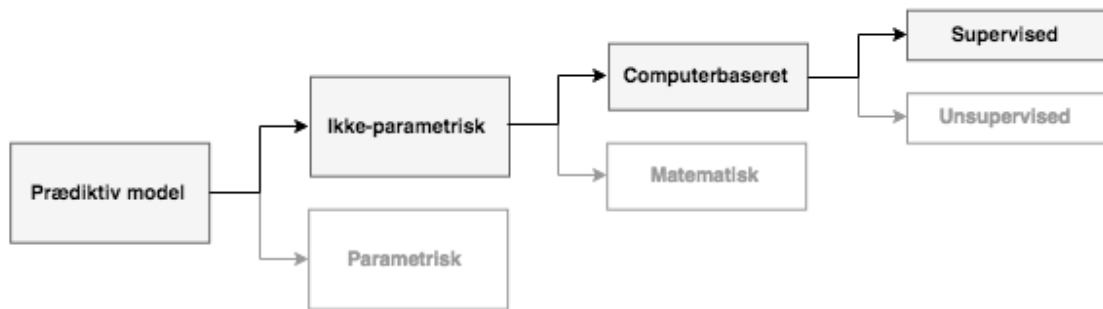 Supervised
Computerbaseret
Unsupervised
Ikke-parametrisk
Matematisk
Prædiktiv model
Parametrisk